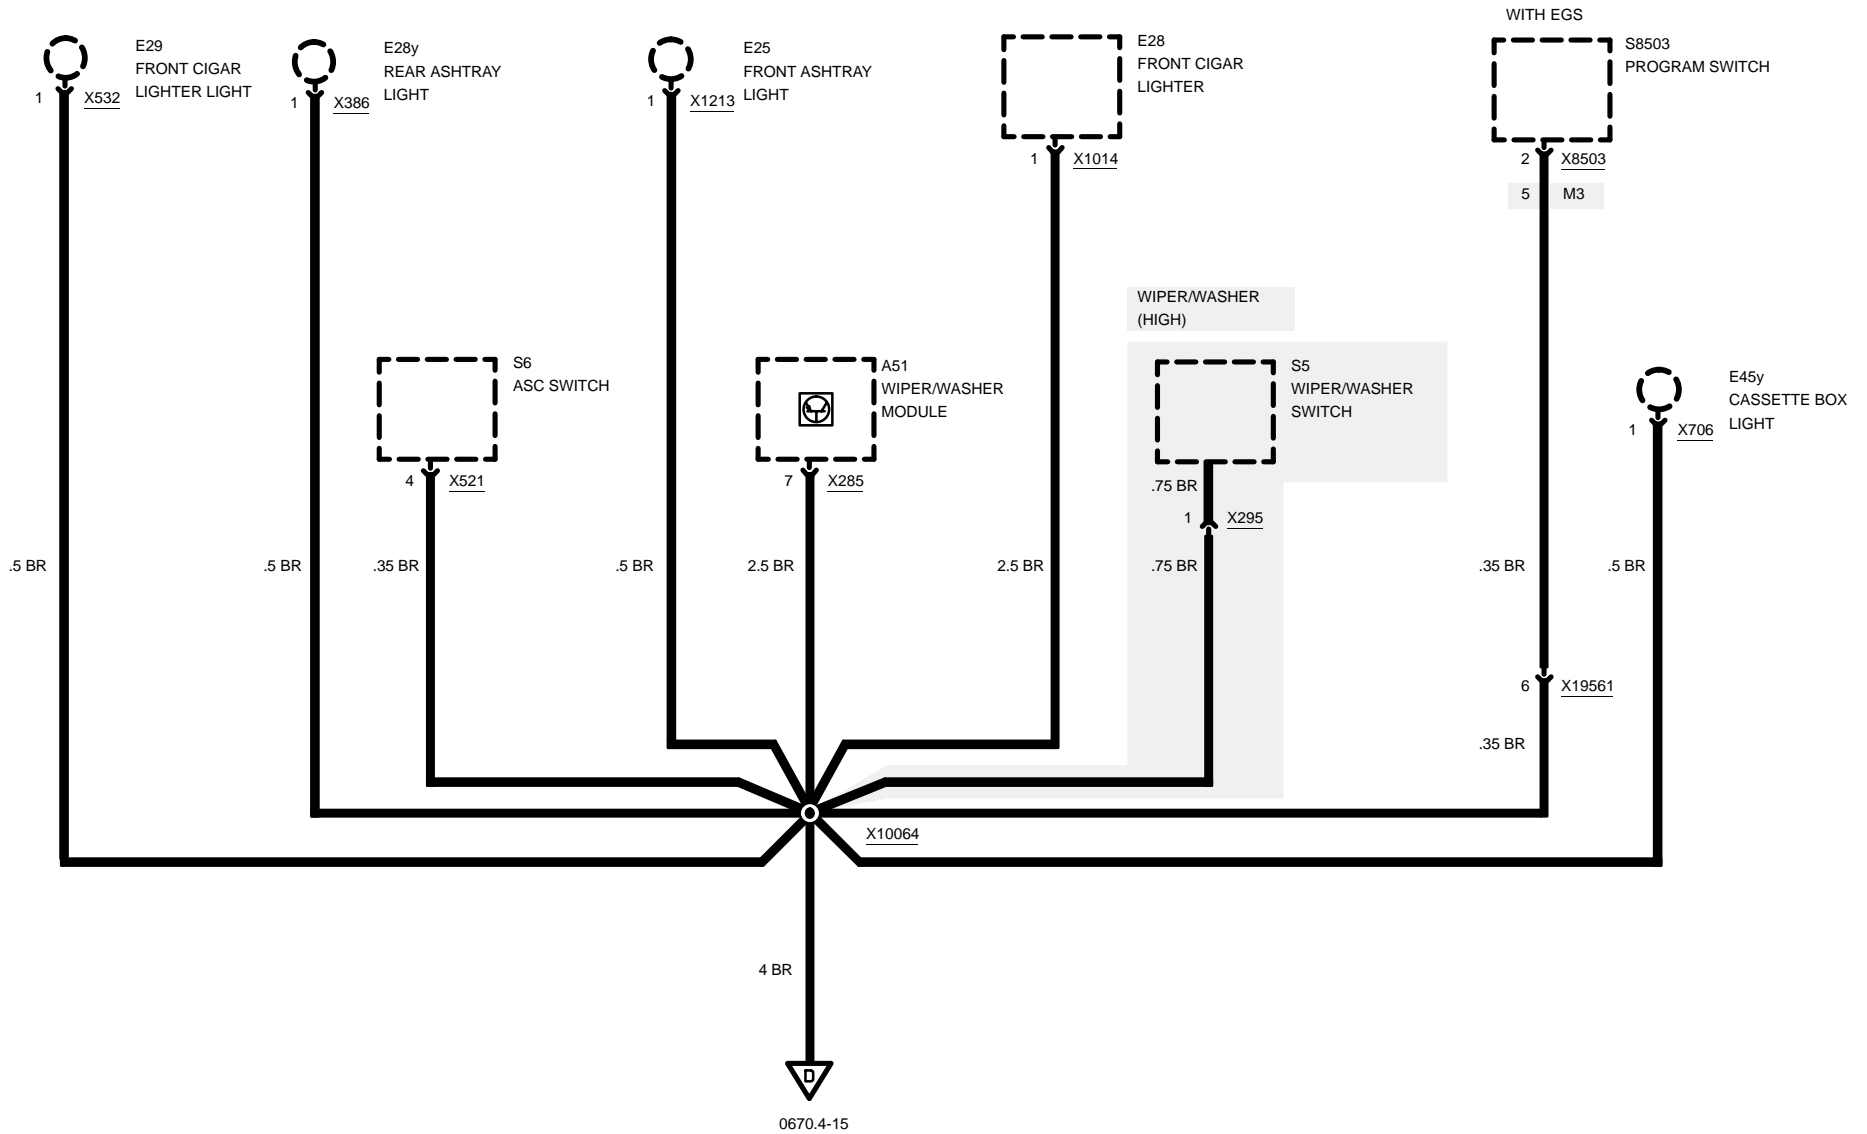 WITH EGS
E29
FRONT CIGAR
LIGHTER LIGHT
1
X532
E28y
REAR ASHTRAY
LIGHT
1
X386
E25
FRONT ASHTRAY
LIGHT
1
X1213
E28
FRONT CIGAR
LIGHTER
1
X1014
S8503
PROGRAM SWITCH
2
X8503
5
M3
WIPER/WASHER
(HIGH)
S6
ASC SWITCH
4
X521
A51
WIPER/WASHER
MODULE
7
X285
S5
WIPER/WASHER
SWITCH
.75 BR
1
X295
E45y
CASSETTE BOX
LIGHT
1
X706
.5 BR
.5 BR
.35 BR
.5 BR
2.5 BR
2.5 BR
.75 BR
.35 BR
.5 BR
6
X19561
.35 BR
X10064
4 BR
D
0670.4-15